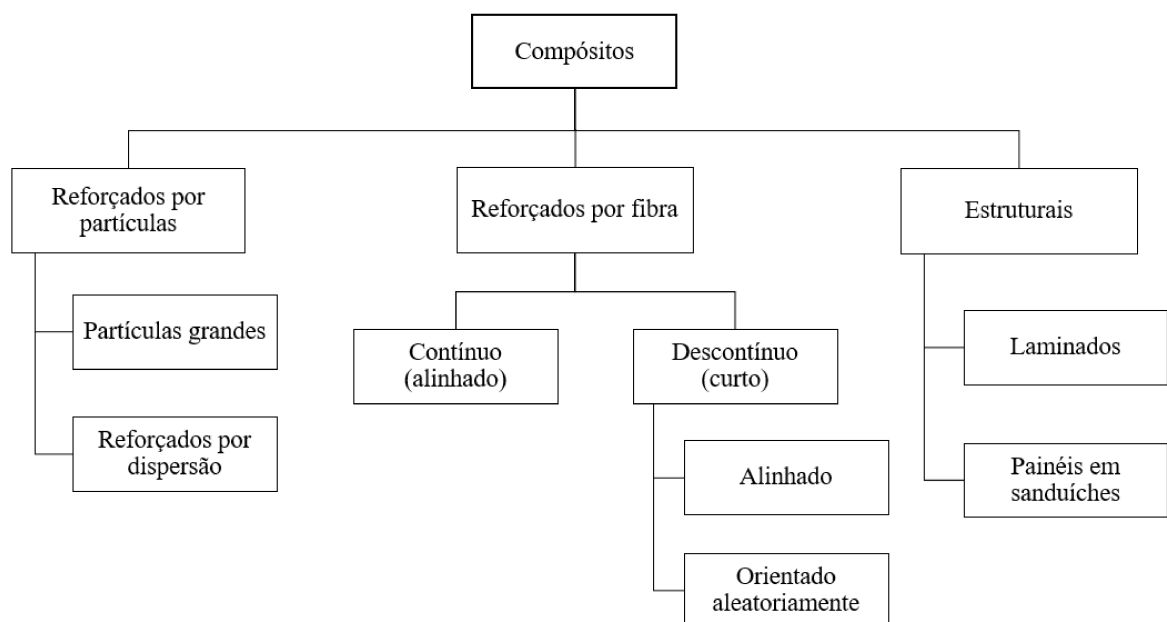 Compósitos
Reforçados por
partículas
Reforçados por fibra
Estruturais
Partículas grandes
Contínuo
(alinhado)
Descontínuo
(curto)
Laminados
Reforçados por
dispersão
Alinhado
Painéis em
sanduíches
Orientado
aleatoriamente